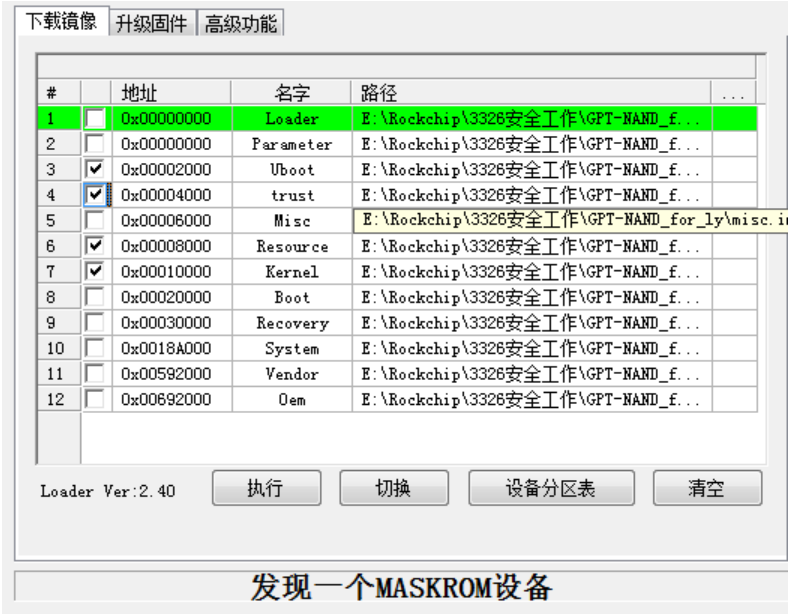 下载镜像 升级固件 高级功能
# 地址 名字 路径 ...
1 0x00000000 Loader E:\Rockchip\3326安全工作\GPT-NAND_f...
2 0x00000000 Parameter E:\Rockchip\3326安全工作\GPT-NAND_f...
3 0x00002000 Uboot E:\Rockchip\3326安全工作\GPT-NAND_f...
4 0x00004000 trust E:\Rockchip\3326安全工作\GPT-NAND_f...
5 0x00006000 Misc E:\Rockchip\3326安全工作\GPT-NAND_for_ly\misc.i
6 0x00008000 Resource E:\Rockchip\3326安全工作\GPT-NAND_f...
7 0x00010000 Kernel E:\Rockchip\3326安全工作\GPT-NAND_f...
8 0x00020000 Boot E:\Rockchip\3326安全工作\GPT-NAND_f...
9 0x00030000 Recovery E:\Rockchip\3326安全工作\GPT-NAND_f...
10 0x0018A000 System E:\Rockchip\3326安全工作\GPT-NAND_f...
11 0x00592000 Vendor E:\Rockchip\3326安全工作\GPT-NAND_f...
12 0x00692000 Oem E:\Rockchip\3326安全工作\GPT-NAND_f...
Loader Ver:2.40 执行 切换 设备分区表 清空
发现一个MASKROM设备